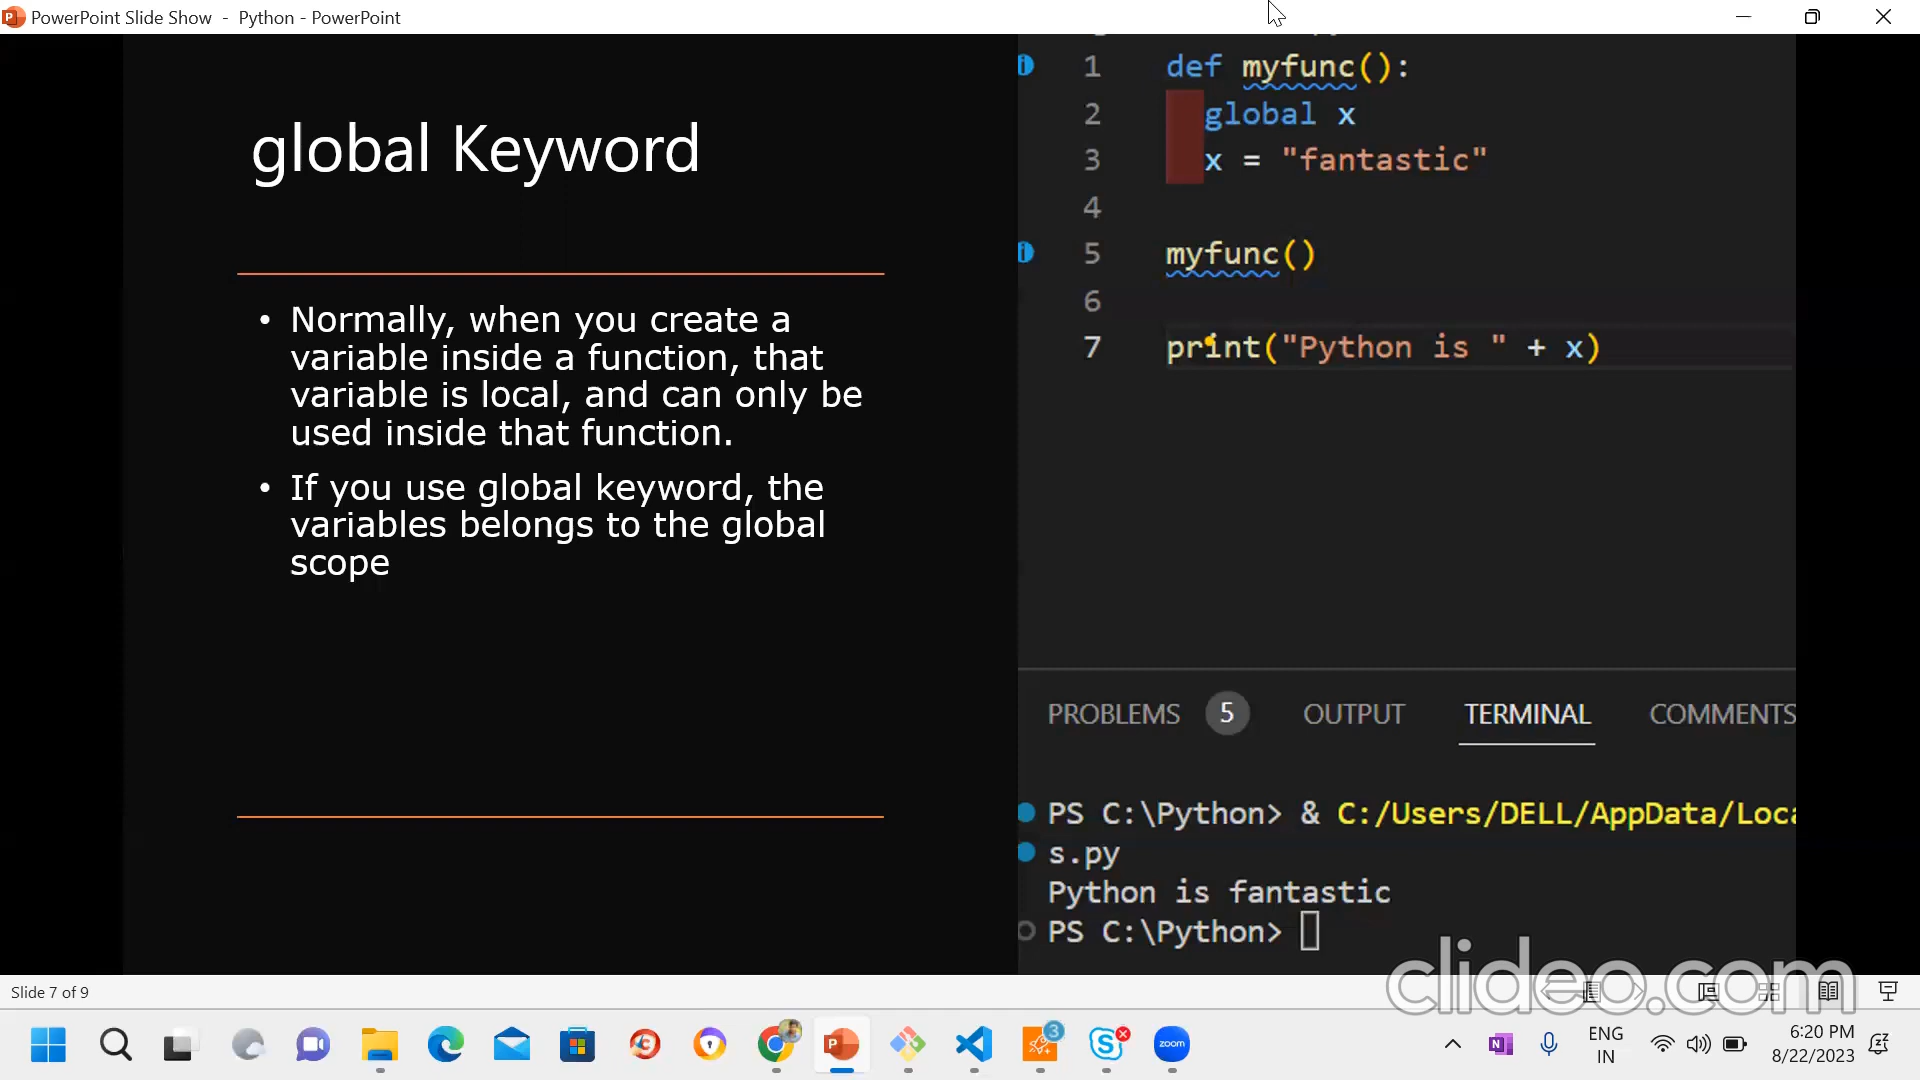 PowerPoint Slide Show - Python - PowerPoint
global Keyword
• Normally, when you create a
variable inside a function, that
variable is local, and can only be
used inside that function.
• If you use global keyword, the
variables belongs to the global
scope
1 def myfunc():
2 global x
3 x = "fantastic"
4
5 myfunc()
6
7 print("Python is " + x)
PROBLEMS 5 OUTPUT TERMINAL COMMENTS
PS C:\Python> & C:/Users/DELL/AppData/Loca
s.py
Python is fantastic
PS C:\Python>
clideo.com
Slide 7 of 9
zoom
3
ENG
IN
6:20 PM
8/22/2023